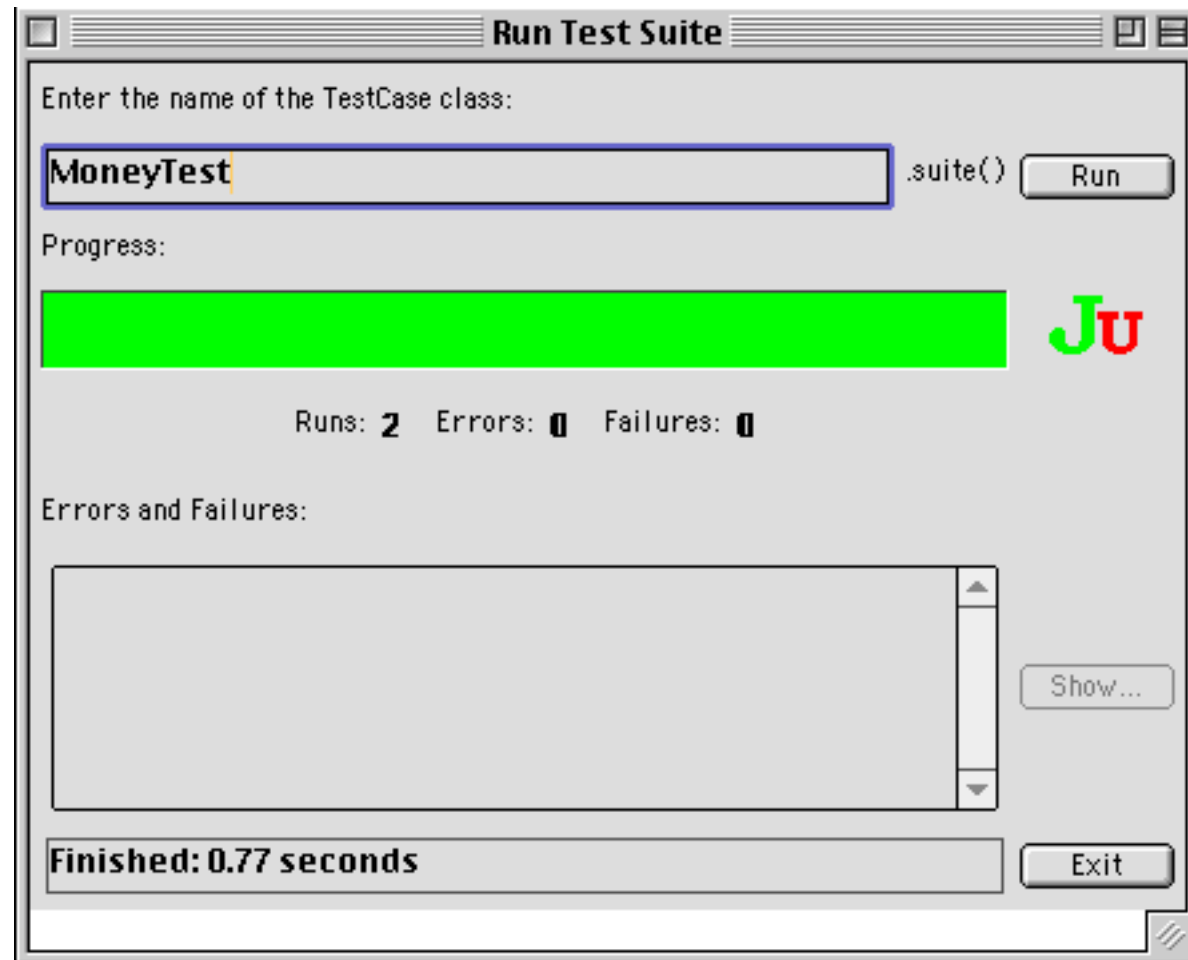 Run Test Suite
Enter the name of the TestCase class:
MoneyTest .suite() Run
Progress:
JU
Runs: 2 Errors: 0 Failures: 0
Errors and Failures:
Show...
Finished: 0.77 seconds Exit